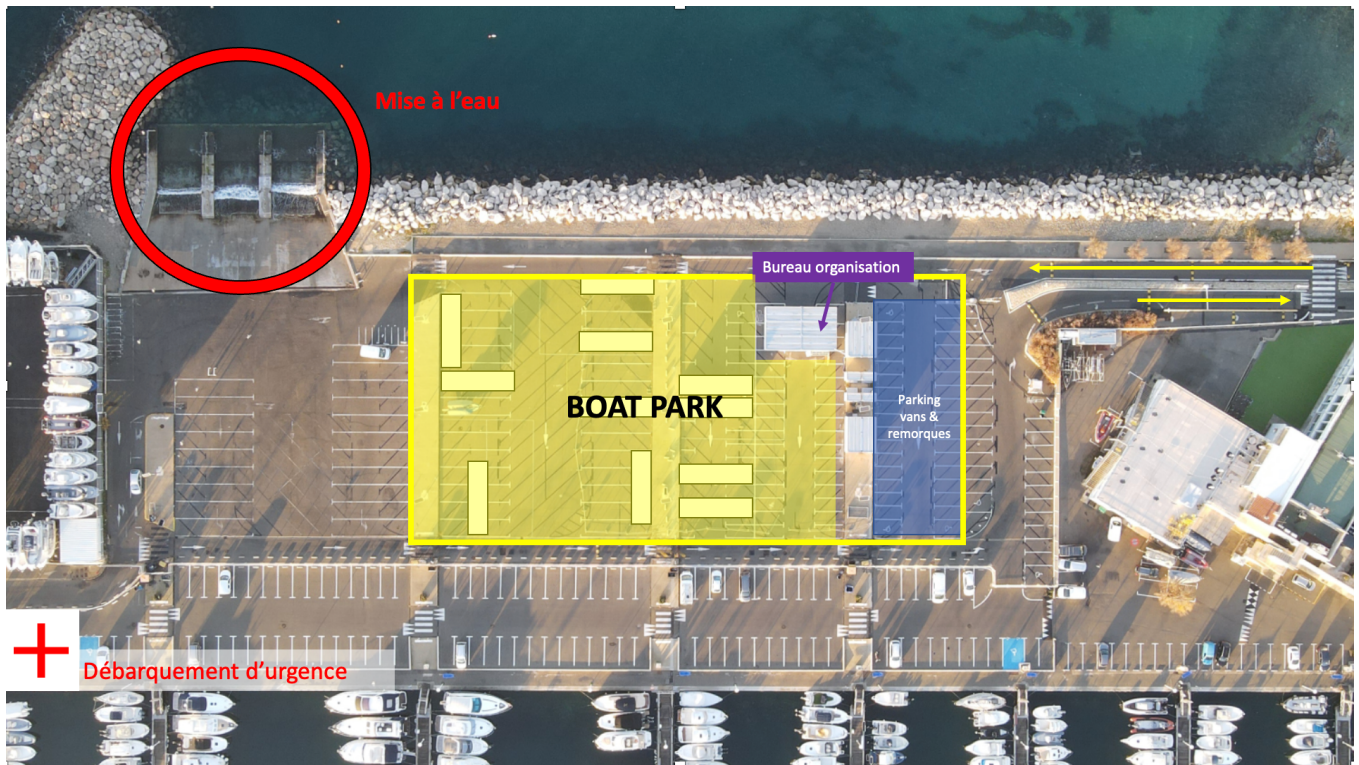 Mise à l'eau
Bureau organisation
BOAT PARK
Parking
vans &
remorques
Débarquement d'urgence